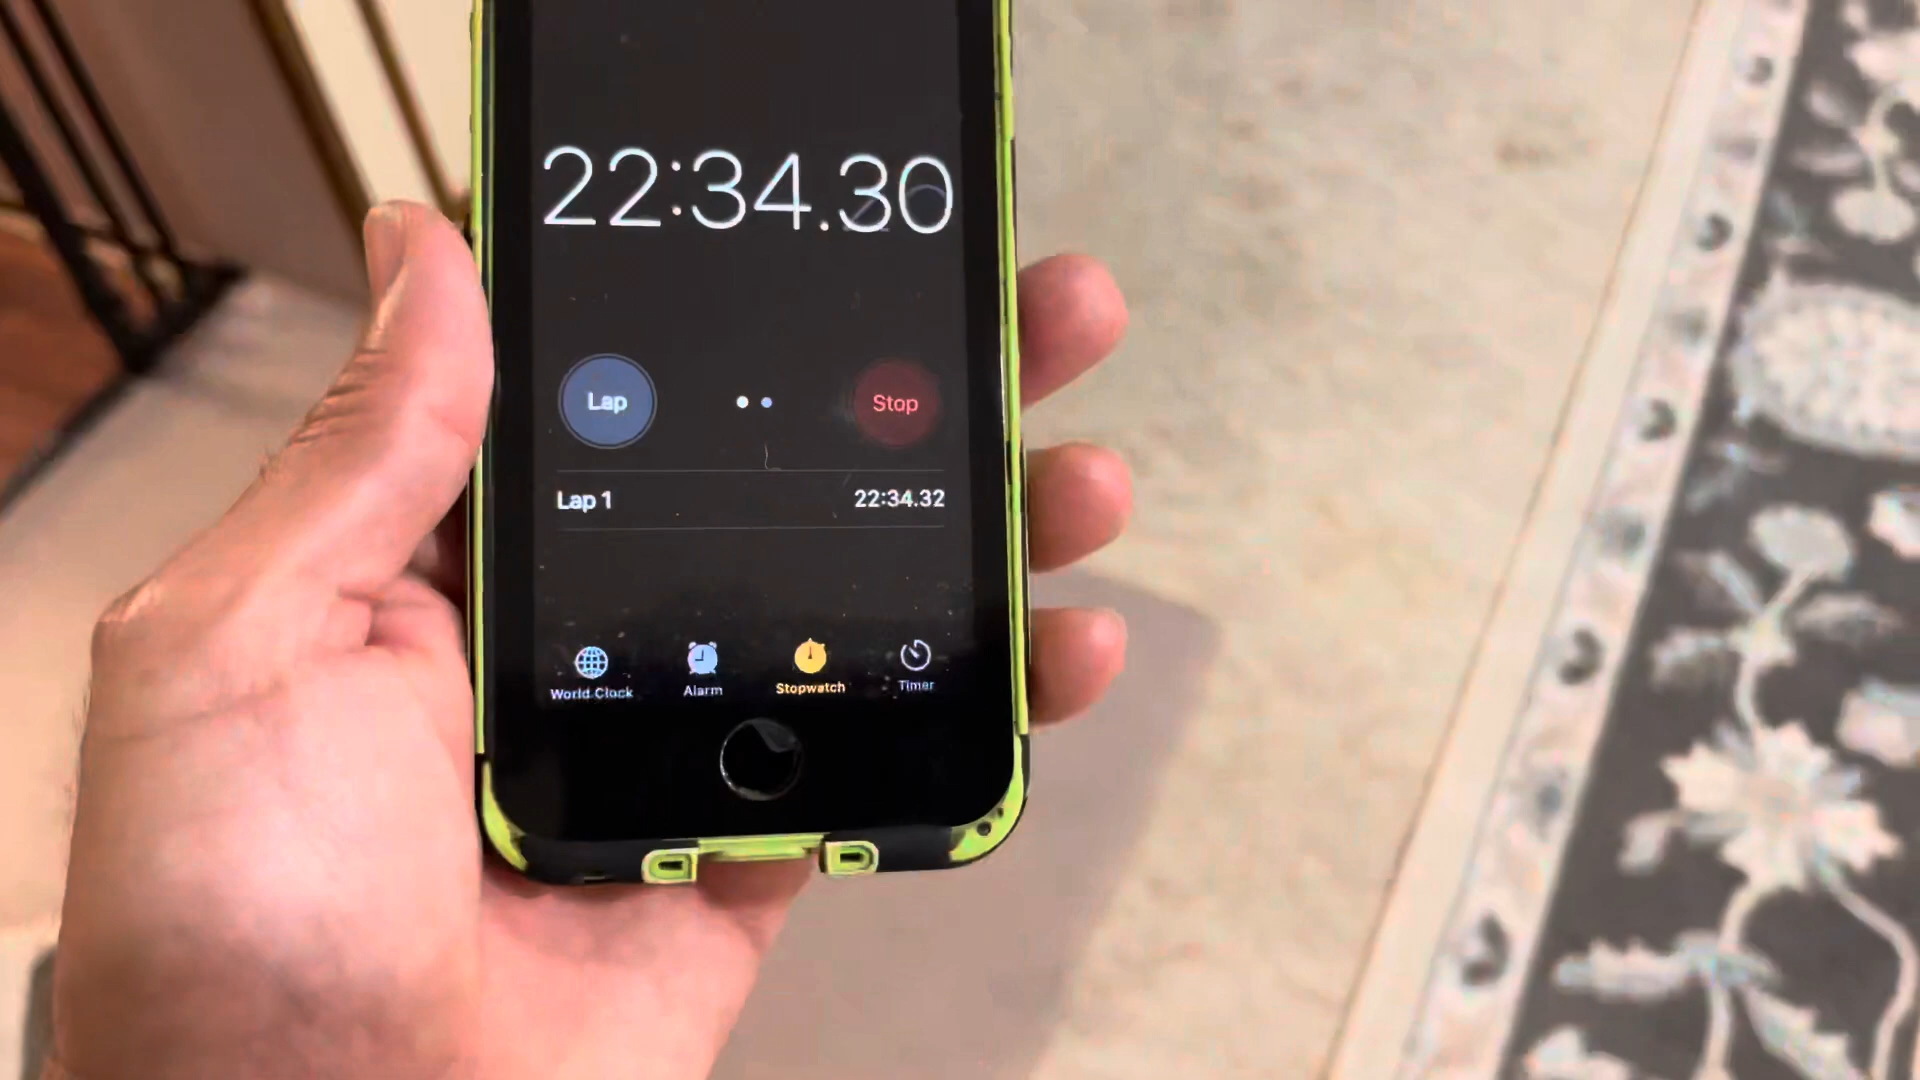 22:34.30
Lap
Stop
Lap 1 22:34.32
World Clock Alarm Stopwatch Timer